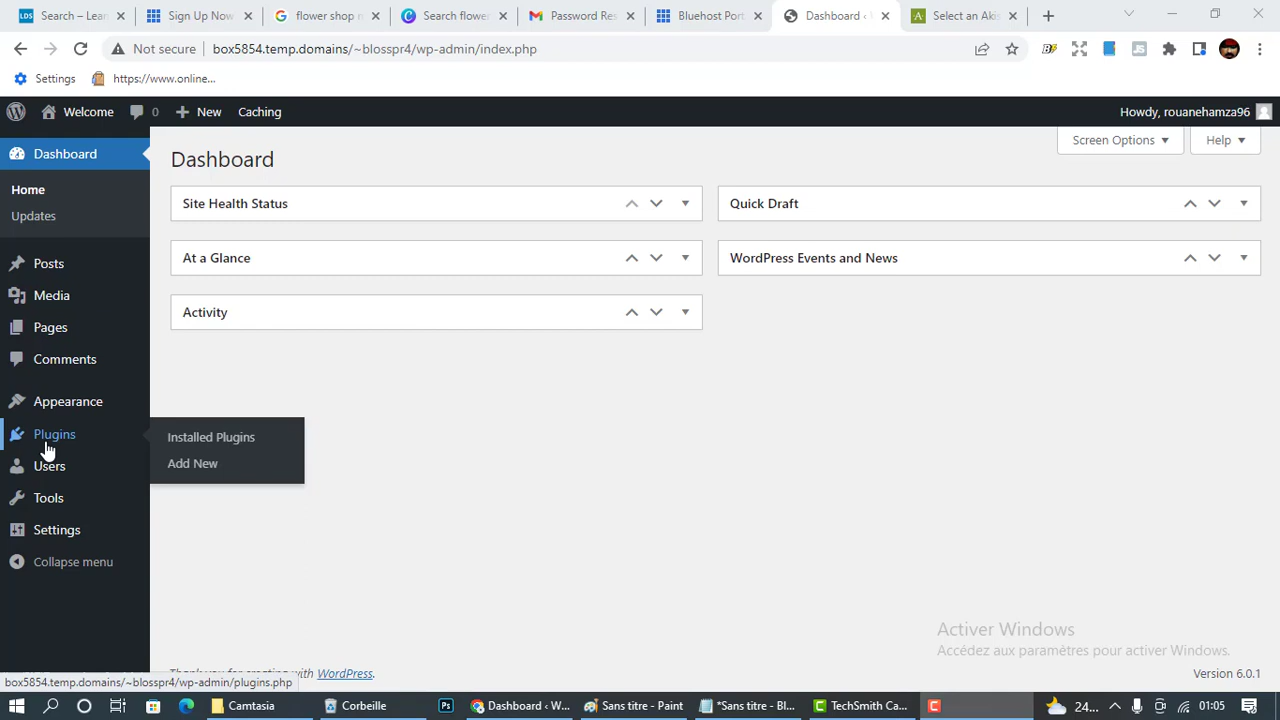 Search – Lear
Sign Up Now
flower shop n
Search flower
Password Res
Bluehost Port
Dashboard ‹ W
Select an Akis
Not secure
box5854.temp.domains/~blosspr4/wp-admin/index.php
Settings
https://www.online...
Welcome
0
New
Caching
Howdy, rouanehamza96
Dashboard
Home
Updates
Posts
Media
Pages
Comments
Appearance
Plugins
Installed Plugins
Add New
Users
Tools
Settings
Collapse menu
Dashboard
Screen Options
Help
Site Health Status
Quick Draft
At a Glance
WordPress Events and News
Activity
Activer Windows
Accédez aux paramètres pour activer Windows.
Thank you for creating with WordPress.
Version 6.0.1
box5854.temp.domains/~blosspr4/wp-admin/plugins.php
Camtasia
Corbeille
Dashboard ‹ W...
Sans titre - Paint
*Sans titre - Bl...
TechSmith Ca...
24...
01:05